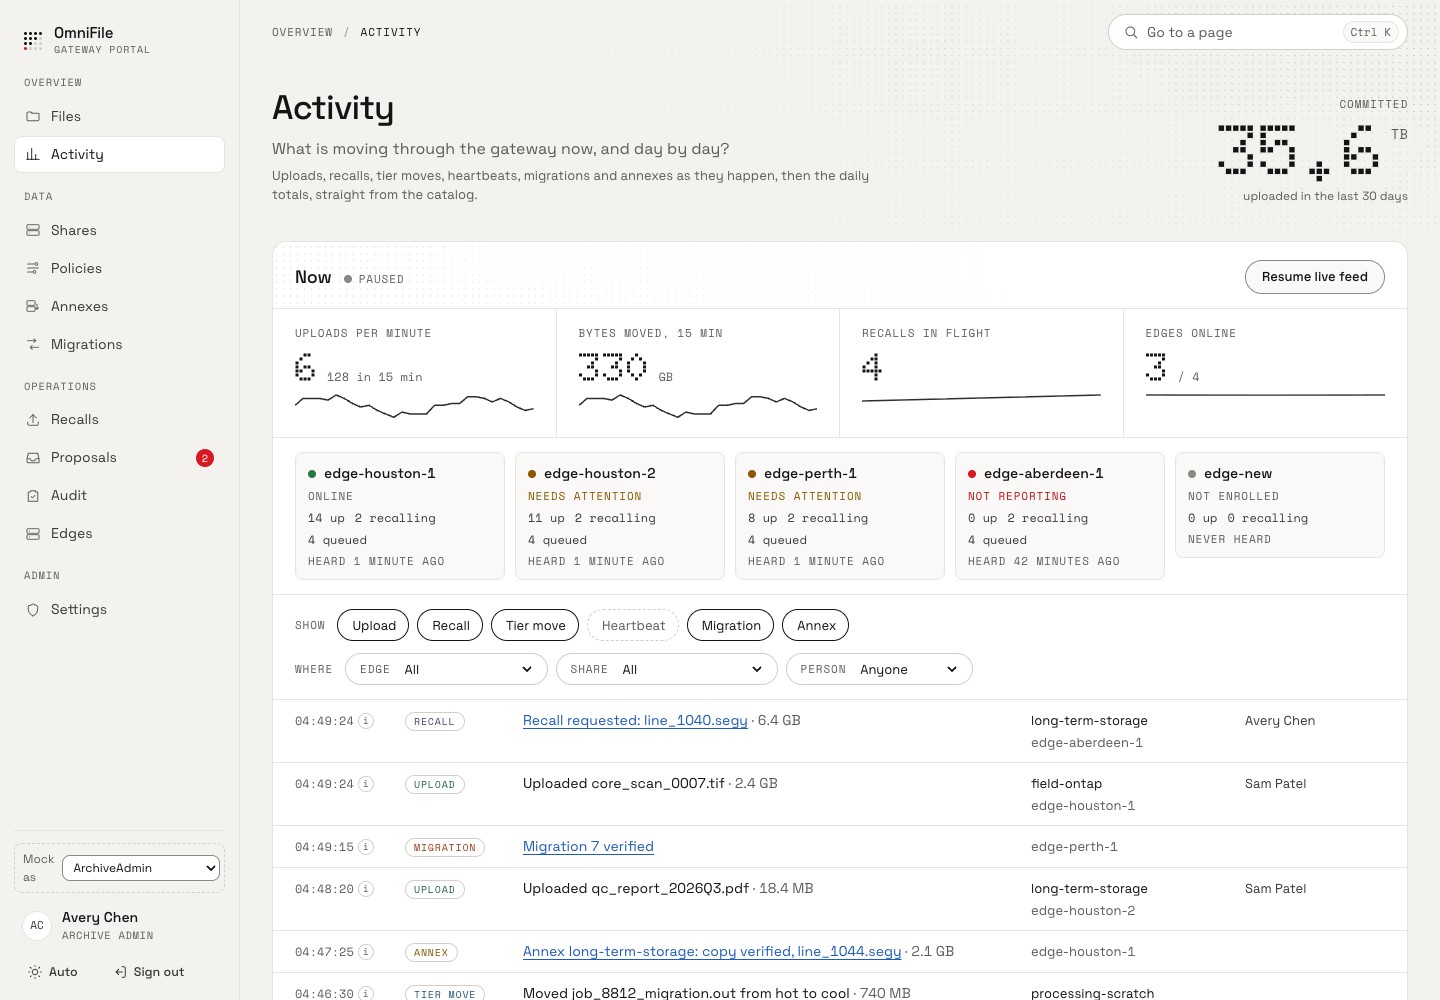 OmniFile
GATEWAY PORTAL
OVERVIEW
Files
Activity
DATA
Shares
Policies
Annexes
Migrations
OPERATIONS
Recalls
Proposals 2
Audit
Edges
ADMIN
Settings
Mock as ArchiveAdmin
AC Avery Chen
ARCHIVE ADMIN
Auto Sign out
OVERVIEW / ACTIVITY
Go to a page Ctrl K
Activity
What is moving through the gateway now, and day by day?
Uploads, recalls, tier moves, heartbeats, migrations and annexes as they happen, then the daily
totals, straight from the catalog.
COMMITTED
35,6 TB
uploaded in the last 30 days
Now PAUSED
Resume live feed
UPLOADS PER MINUTE
6 128 in 15 min
BYTES MOVED, 15 MIN
330 GB
RECALLS IN FLIGHT
4
EDGES ONLINE
3 / 4
edge-houston-1
ONLINE
14 up 2 recalling
4 queued
HEARD 1 MINUTE AGO
edge-houston-2
NEEDS ATTENTION
11 up 2 recalling
4 queued
HEARD 1 MINUTE AGO
edge-perth-1
NEEDS ATTENTION
8 up 2 recalling
4 queued
HEARD 1 MINUTE AGO
edge-aberdeen-1
NOT REPORTING
0 up 2 recalling
4 queued
HEARD 42 MINUTES AGO
edge-new
NOT ENROLLED
0 up 0 recalling
NEVER HEARD
SHOW Upload Recall Tier move Heartbeat Migration Annex
WHERE EDGE All SHARE All PERSON Anyone
04:49:24 i RECALL Recall requested: line_1040.segy · 6.4 GB long-term-storage Avery Chen
edge-aberdeen-1
04:49:24 i UPLOAD Uploaded core_scan_0007.tif · 2.4 GB field-ontap Sam Patel
edge-houston-1
04:49:15 i MIGRATION Migration 7 verified edge-perth-1
04:48:20 i UPLOAD Uploaded qc_report_2026Q3.pdf · 18.4 MB long-term-storage Sam Patel
edge-houston-2
04:47:25 i ANNEX Annex long-term-storage: copy verified, line_1044.segy · 2.1 GB edge-houston-1
04:46:30 i TIER MOVE Moved job_8812_migration.out from hot to cool · 740 MB processing-scratch